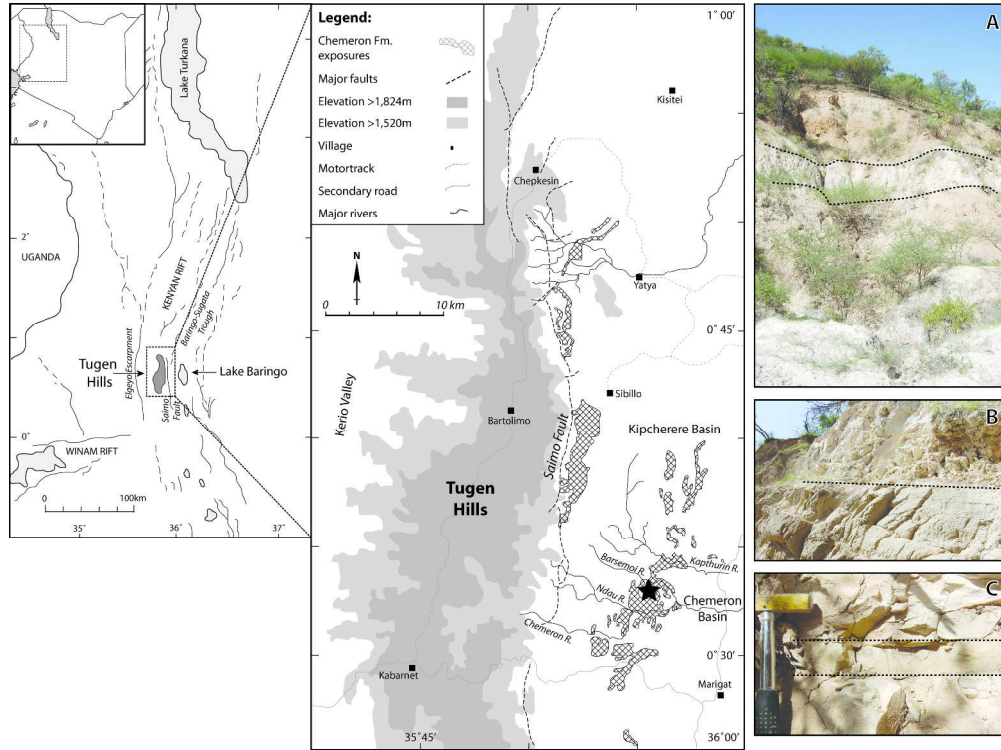 Lake Turkana
2°
UGANDA
KENYAN RIFT
Baringo-Sugata
Trough
Elgeyo Escarpment
Tugen
Hills
Lake Baringo
Saimo
Fault
0°
WINAM RIFT
0 100km
35°
36°
37°
Legend:
Chemeron Fm.
exposures
Major faults
Elevation >1,824m
Elevation >1,520m
Village
Motortrack
Secondary road
Major rivers
N
0 10 km
1° 00'
Kisitei
Chepkesin
Yatya
0° 45'
Kerio Valley
Sibillo
Bartolimo
Saimo Fault
Kipcherere Basin
Tugen
Hills
Barsemoi R.
Kapthurin R.
Ndau R.
Chemeron
Basin
Chemeron R.
0° 30'
Kabarnet
Marigat
35°45'
36° 00'
A
B
C